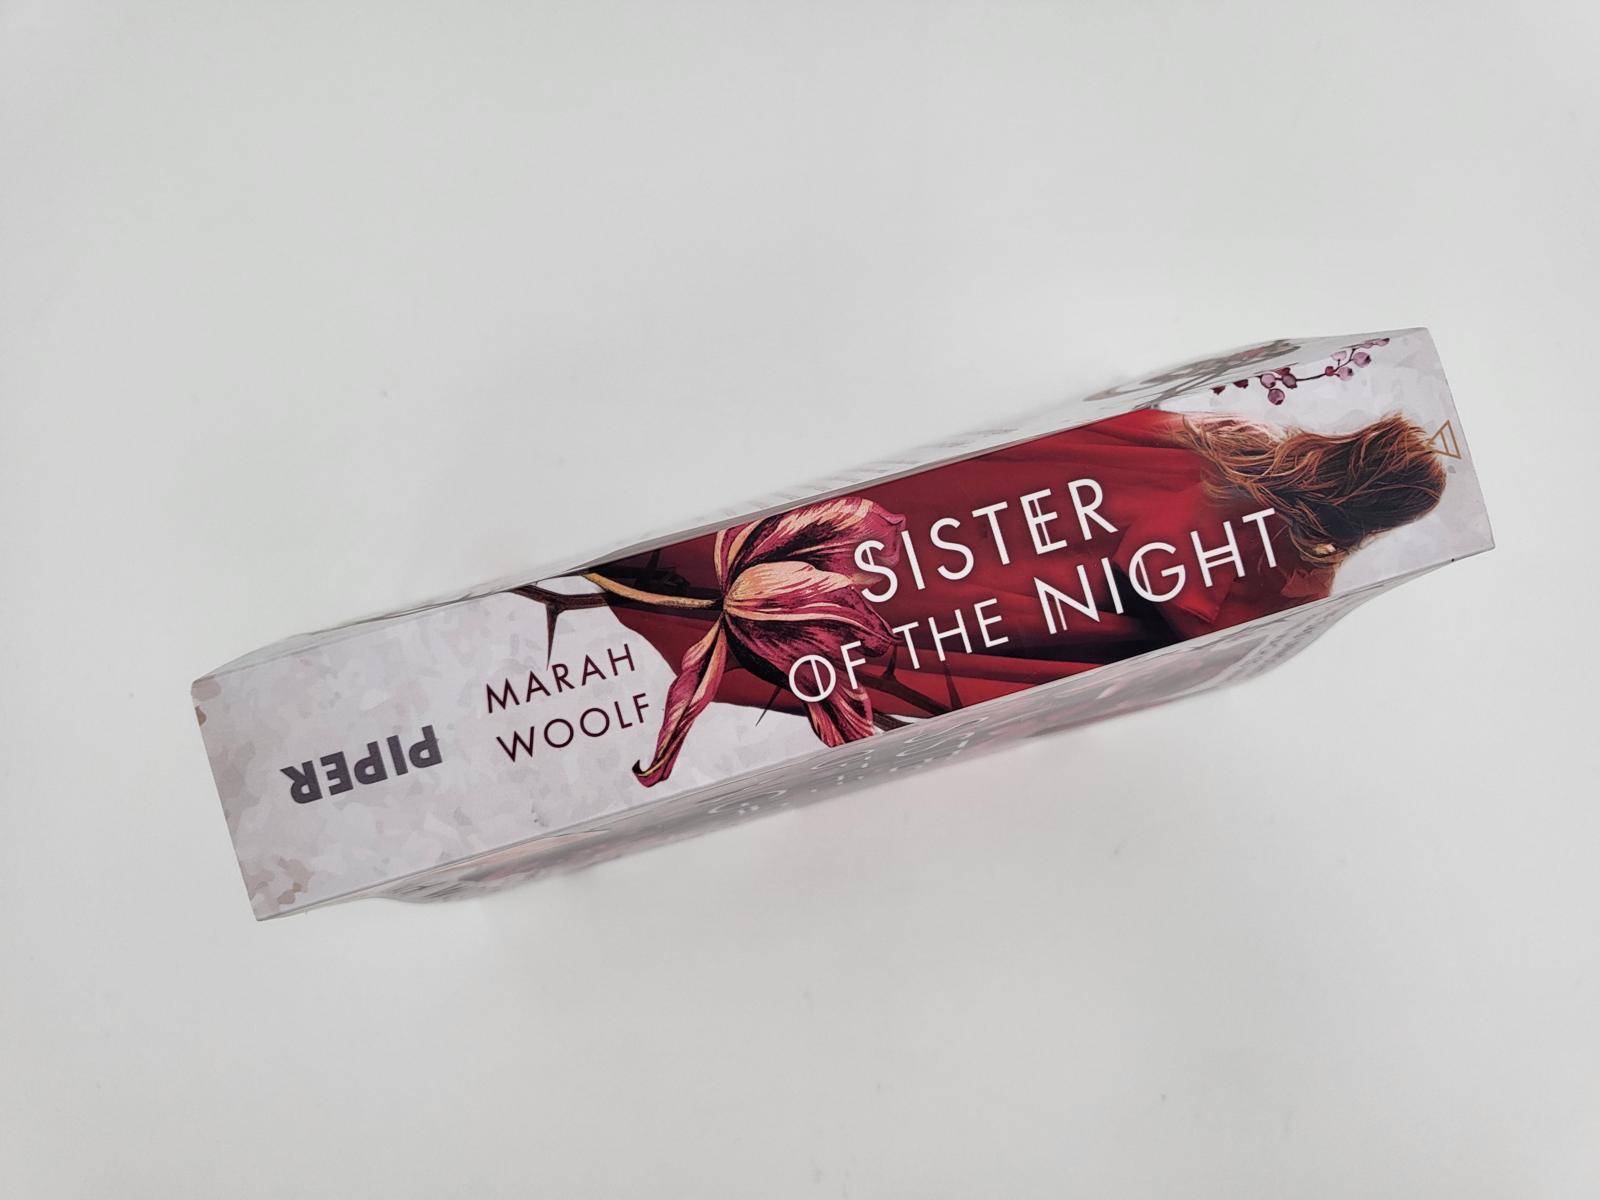 SISTER
OF THE NIGHT
MARAH
WOOLF
PIPER